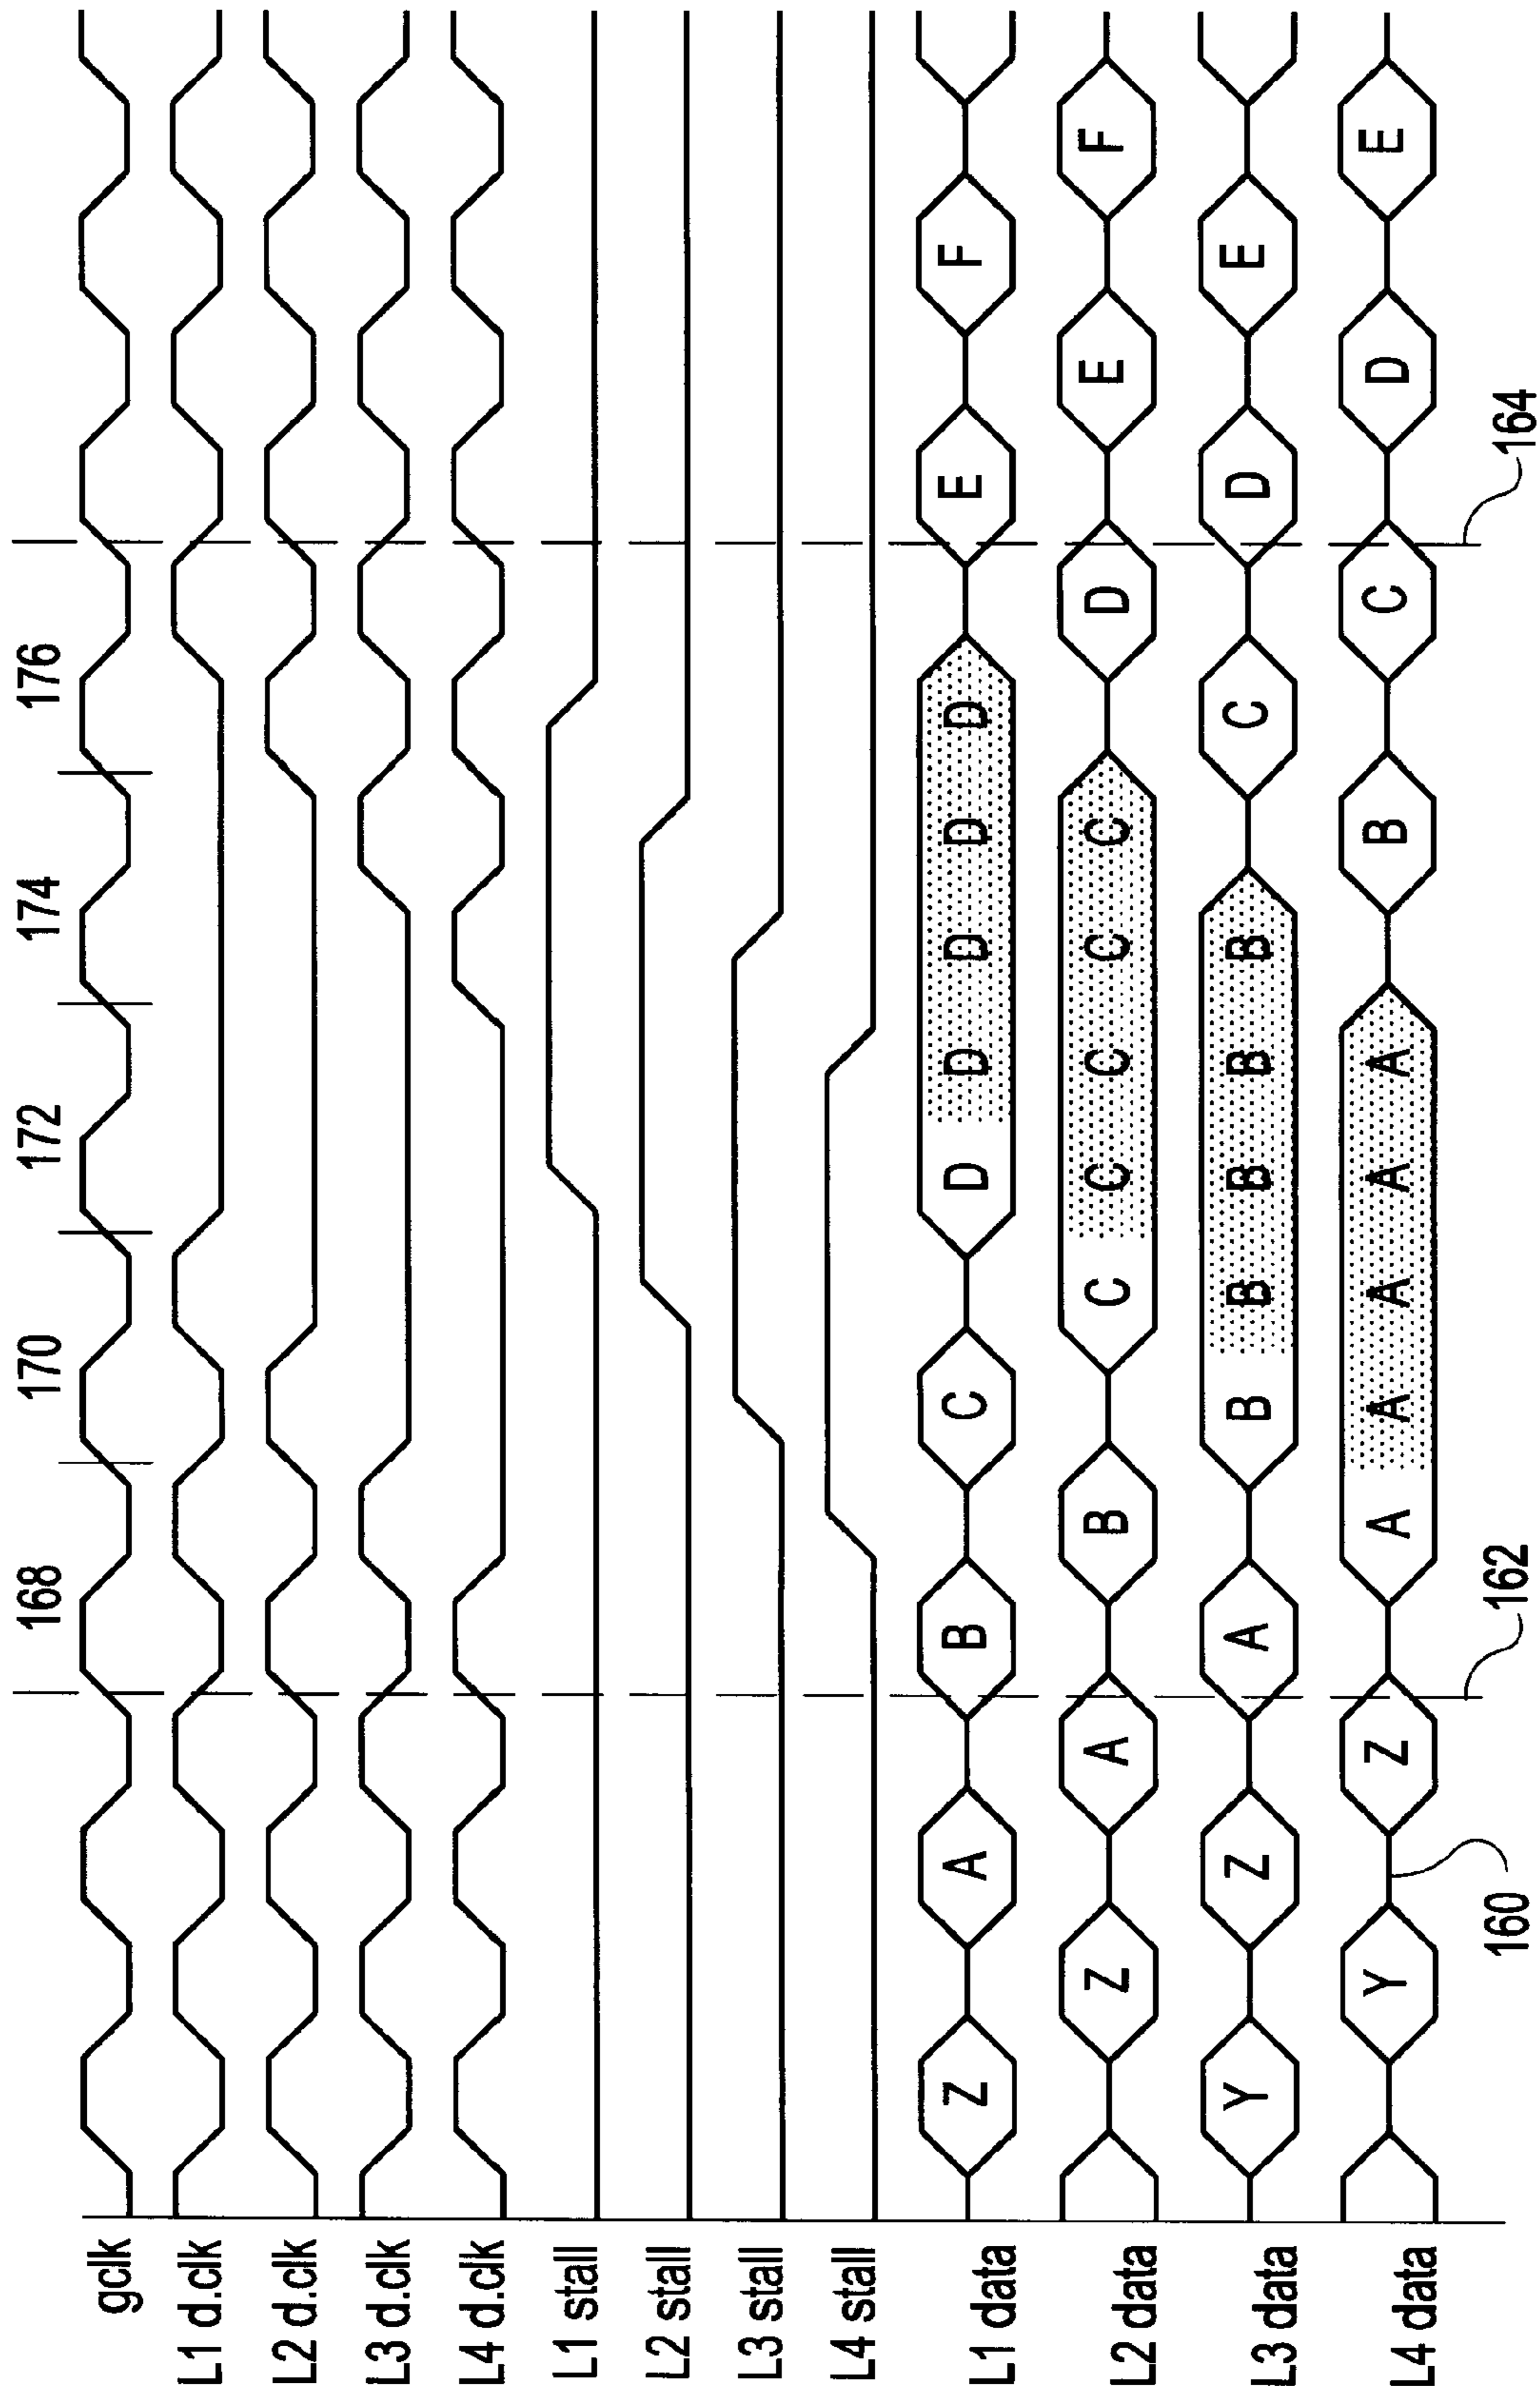 168 170 172 174 176
gclk
L1 d.clk
L2 d.clk
L3 d.clk
L4 d.clk
L1 stall
L2 stall
L3 stall
L4 stall
L1 data Z A B C D D D D D E F
L2 data Z A B C C C C C D E F
L3 data Y Z A B B B B B C D E
L4 data Y Z A A A A A B C D E
160 162 164